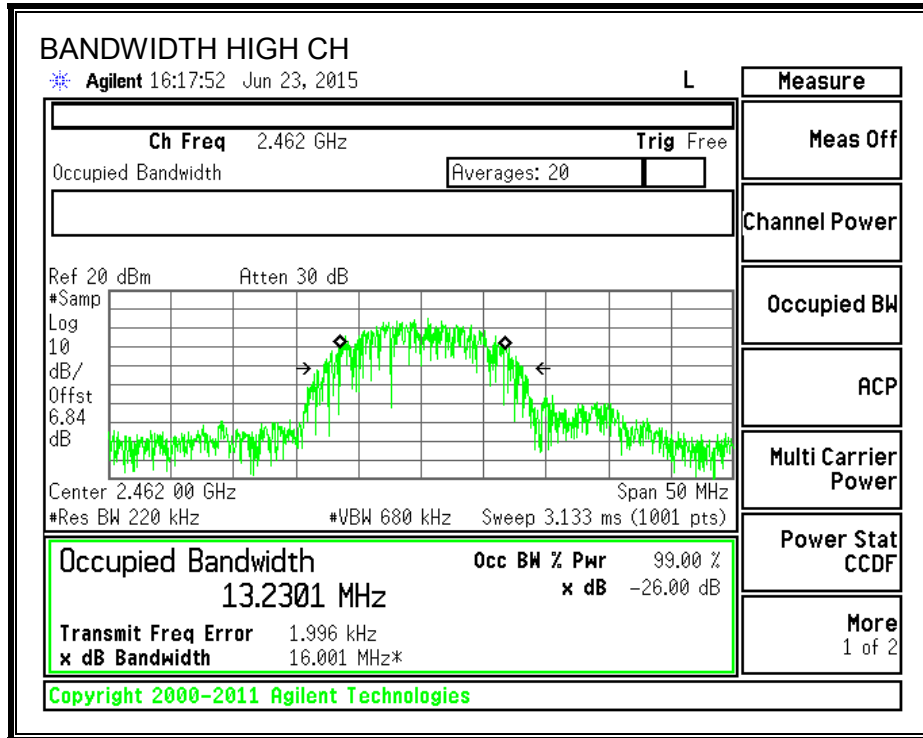 BANDWIDTH HIGH CH
Agilent 16:17:52 Jun 23, 2015 L
Ch Freq 2.462 GHz Trig Free
Occupied Bandwidth Averages: 20
Ref 20 dBm Atten 30 dB
#Samp
Log
10
dB/
Offst
6.84
dB
Center 2.462 00 GHz Span 50 MHz
#Res BW 220 kHz #VBW 680 kHz Sweep 3.133 ms (1001 pts)
Occupied Bandwidth Occ BW % Pwr 99.00 %
13.2301 MHz x dB -26.00 dB
Transmit Freq Error 1.996 kHz
x dB Bandwidth 16.001 MHz*
Copyright 2000-2011 Agilent Technologies
Measure
Meas Off
Channel Power
Occupied BW
ACP
Multi Carrier
Power
Power Stat
CCDF
More
1 of 2